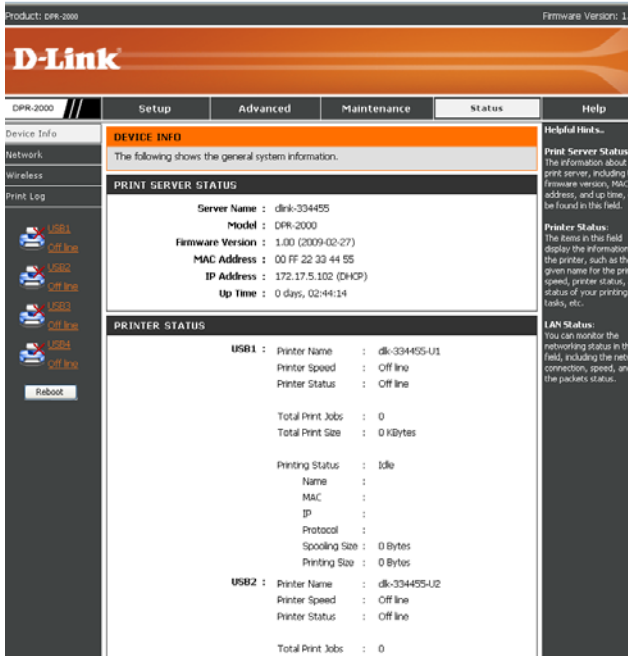 Product: DPR-2000
Firmware Version: 1.
D-Link
DPR-2000
Setup
Advanced
Maintenance
Status
Help
Device Info
Network
Wireless
Print Log
USB1
Off line
USB2
Off line
USB3
Off line
USB4
Off line
Reboot
DEVICE INFO
The following shows the general system information.
PRINT SERVER STATUS
Server Name : dlink-334455
Model : DPR-2000
Firmware Version : 1.00 (2009-02-27)
MAC Address : 00 FF 22 33 44 55
IP Address : 172.17.5.102 (DHCP)
Up Time : 0 days, 02:44:14
PRINTER STATUS
USB1 : Printer Name : dlk-334455-U1
Printer Speed : Off line
Printer Status : Off line
Total Print Jobs : 0
Total Print Size : 0 KBytes
Printing Status : Idle
Name :
MAC :
IP :
Protocol :
Spooling Size : 0 Bytes
Printing Size : 0 Bytes
USB2 : Printer Name : dlk-334455-U2
Printer Speed : Off line
Printer Status : Off line
Total Print Jobs : 0
Helpful Hints..
Print Server Status
The information about
print server, including
firmware version, MAC
address, and up time,
be found in this field.
Printer Status:
The items in this field
display the information
the printer, such as th
given name for the prin
speed, printer status,
status of your printing
tasks, etc.
LAN Status:
You can monitor the
networking status in th
field, including the net
connection, speed, an
the packets status.